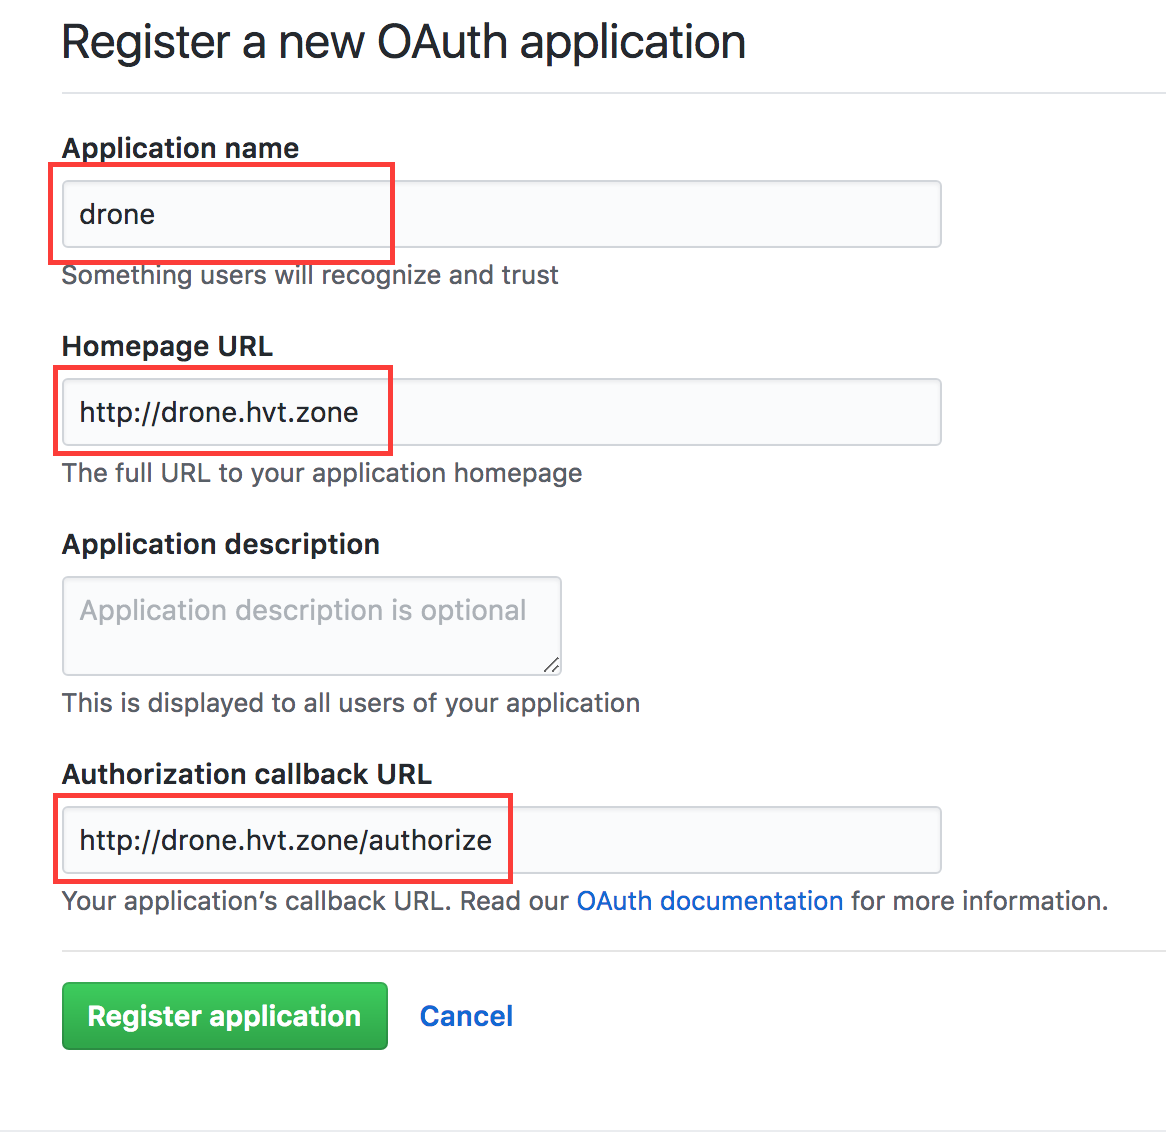 Register a new OAuth application
Application name
drone
Something users will recognize and trust
Homepage URL
http://drone.hvt.zone
The full URL to your application homepage
Application description
Application description is optional
This is displayed to all users of your application
Authorization callback URL
http://drone.hvt.zone/authorize
Your application’s callback URL. Read our OAuth documentation for more information.
Register application Cancel